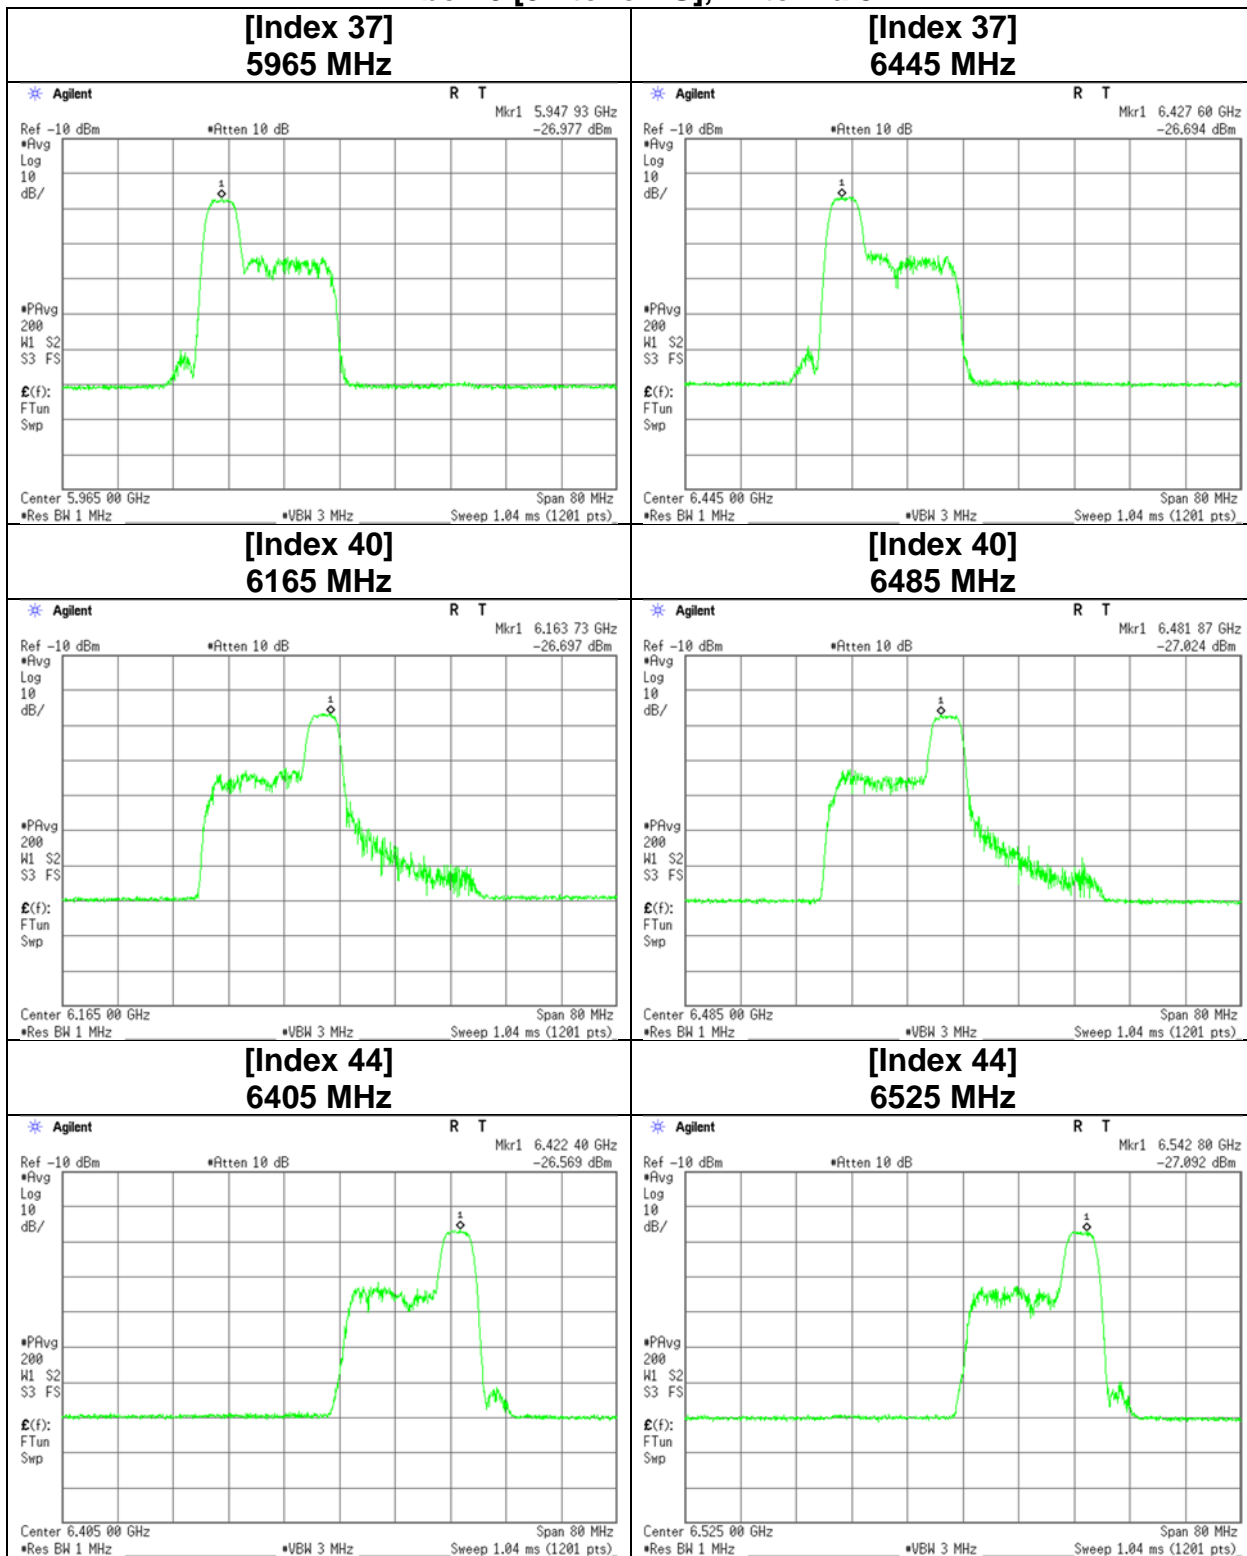 [Index 37]
5965 MHz
[Index 37]
6445 MHz
Agilent R T
Mkr1 5.947 93 GHz
Ref -10 dBm #Atten 10 dB -26.977 dBm
#Avg
Log
10
dB/
1
#PAvg
200
W1 S2
S3 FS
£(f):
FTun
Swp
Center 5.965 00 GHz Span 80 MHz
#Res BW 1 MHz #VBW 3 MHz Sweep 1.04 ms (1201 pts)
Agilent R T
Mkr1 6.427 60 GHz
Ref -10 dBm #Atten 10 dB -26.694 dBm
#Avg
Log
10
dB/
1
#PAvg
200
W1 S2
S3 FS
£(f):
FTun
Swp
Center 6.445 00 GHz Span 80 MHz
#Res BW 1 MHz #VBW 3 MHz Sweep 1.04 ms (1201 pts)
[Index 40]
6165 MHz
[Index 40]
6485 MHz
Agilent R T
Mkr1 6.163 73 GHz
Ref -10 dBm #Atten 10 dB -26.697 dBm
#Avg
Log
10
dB/
1
#PAvg
200
W1 S2
S3 FS
£(f):
FTun
Swp
Center 6.165 00 GHz Span 80 MHz
#Res BW 1 MHz #VBW 3 MHz Sweep 1.04 ms (1201 pts)
Agilent R T
Mkr1 6.481 87 GHz
Ref -10 dBm #Atten 10 dB -27.024 dBm
#Avg
Log
10
dB/
1
#PAvg
200
W1 S2
S3 FS
£(f):
FTun
Swp
Center 6.485 00 GHz Span 80 MHz
#Res BW 1 MHz #VBW 3 MHz Sweep 1.04 ms (1201 pts)
[Index 44]
6405 MHz
[Index 44]
6525 MHz
Agilent R T
Mkr1 6.422 40 GHz
Ref -10 dBm #Atten 10 dB -26.569 dBm
#Avg
Log
10
dB/
1
#PAvg
200
W1 S2
S3 FS
£(f):
FTun
Swp
Center 6.405 00 GHz Span 80 MHz
#Res BW 1 MHz #VBW 3 MHz Sweep 1.04 ms (1201 pts)
Agilent R T
Mkr1 6.542 80 GHz
Ref -10 dBm #Atten 10 dB -27.092 dBm
#Avg
Log
10
dB/
1
#PAvg
200
W1 S2
S3 FS
£(f):
FTun
Swp
Center 6.525 00 GHz Span 80 MHz
#Res BW 1 MHz #VBW 3 MHz Sweep 1.04 ms (1201 pts)